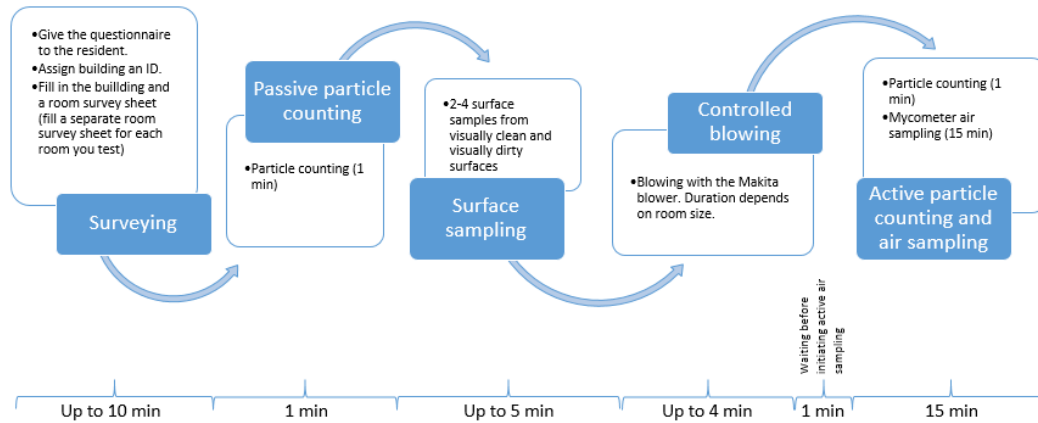 •Give the questionnaire
to the resident.
•Assign building an ID.
•Fill in the buillding and
a room survey sheet
(fill a separate room
survey sheet for each
room you test)
Surveying
Passive particle
counting
•Particle counting (1
min)
•2-4 surface
samples from
visually clean and
visually dirty
surfaces
Surface
sampling
Controlled
blowing
•Blowing with the Makita
blower. Duration depends
on room size.
•Particle counting (1
min)
•Mycometer air
sampling (15 min)
Active particle
counting and
air sampling
Waiting before
initiating active air
sampling
Up to 10 min
1 min
Up to 5 min
Up to 4 min
1 min
15 min